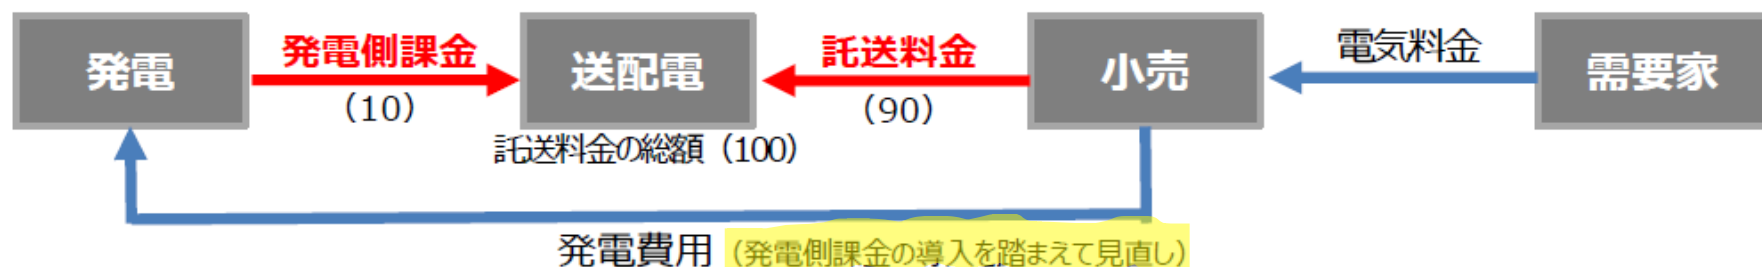 発電
発電側課金
（10）
送配電
託送料金の総額（100）
託送料金
（90）
小売
電気料金
需要家
発電費用（発電側課金の導入を踏まえて見直し）